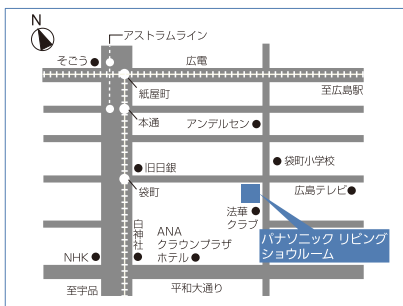 N
アストラムライン
そごう
広電
至広島駅
紙屋町
本通
アンデルセン
袋町小学校
旧日銀
袋町
広島テレビ
白神社
ANA
クラウンプラザ
ホテル
法華
クラブ
パナソニック リビング
ショウルーム
NHK
至宇品
平和大通り